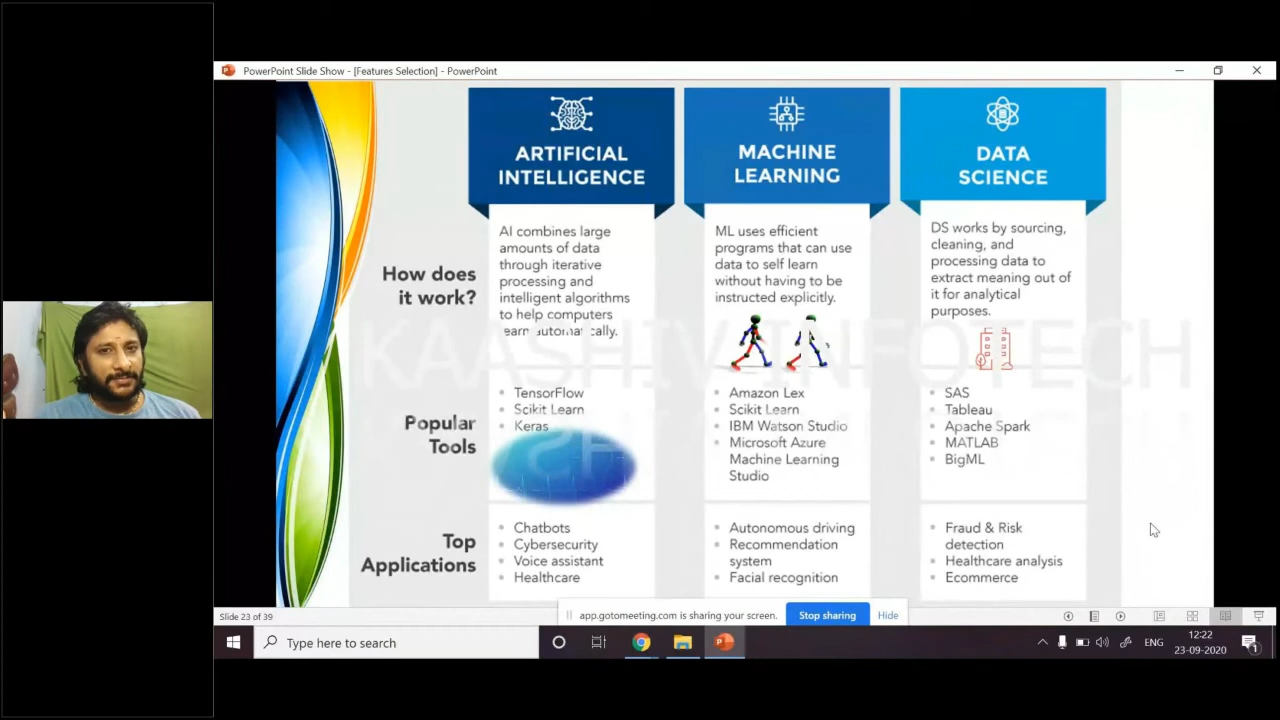 PowerPoint Slide Show - [Features Selection] - PowerPoint
ARTIFICIAL
INTELLIGENCE
MACHINE
LEARNING
DATA
SCIENCE
How does
it work?
AI combines large
amounts of data
through iterative
processing and
intelligent algorithms
to help computers
learn automatically.
ML uses efficient
programs that can use
data to self learn
without having to be
instructed explicitly.
DS works by sourcing,
cleaning, and
processing data to
extract meaning out of
it for analytical
purposes.
KAASHIV INFOTECH
Popular
Tools
TensorFlow
Scikit Learn
Keras
Amazon Lex
Scikit Learn
IBM Watson Studio
Microsoft Azure
Machine Learning
Studio
SAS
Tableau
Apache Spark
MATLAB
BigML
Top
Applications
Chatbots
Cybersecurity
Voice assistant
Healthcare
Autonomous driving
Recommendation
system
Facial recognition
Fraud & Risk
detection
Healthcare analysis
Ecommerce
Slide 23 of 39
app.gotomeeting.com is sharing your screen.
Stop sharing
Hide
Type here to search
ENG
12:22
23-09-2020
1